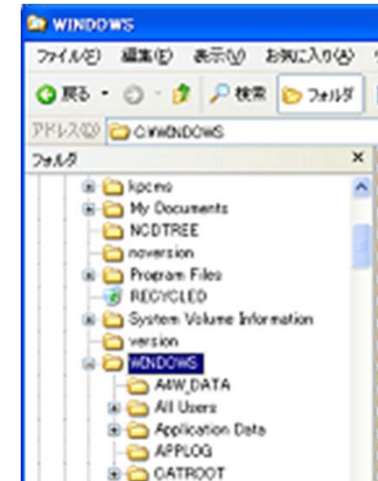 WINDOWS
ファイル(F) 編集(E) 表示(V) お気に入り(A)
戻る 検索 フォルダ
アドレス(D) C:¥WINDOWS
フォルダ ×
kpcms
My Documents
NCDTREE
noversion
Program Files
RECYCLED
System Volume Information
version
WINDOWS
A4W_DATA
All Users
Application Data
APPLOG
CATROOT